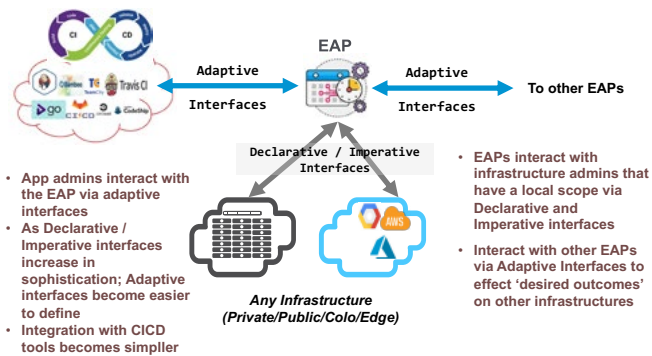 CI
CD
EAP
Adaptive
Interfaces
Adaptive
Interfaces
To other EAPs
Travis CI
go
Declarative / Imperative
Interfaces
• App admins interact with
the EAP via adaptive
interfaces
• As Declarative /
Imperative interfaces
increase in
sophistication; Adaptive
interfaces become easier
to define
• Integration with CICD
tools becomes simpller
AWS
Any Infrastructure
(Private/Public/Colo/Edge)
• EAPs interact with
infrastructure admins that
have a local scope via
Declarative and
Imperative interfaces
• Interact with other EAPs
via Adaptive Interfaces to
effect ‘desired outcomes’
on other infrastructures